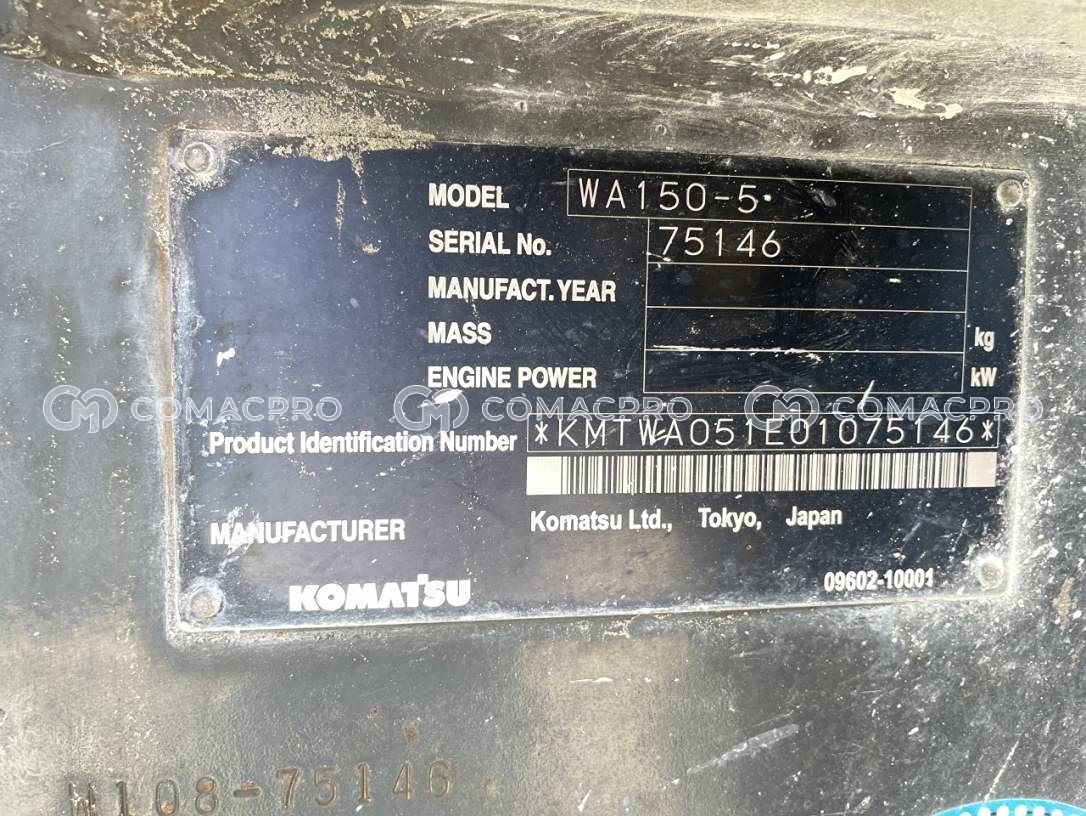 MODEL WA150-5
SERIAL No. 75146
MANUFACT. YEAR
MASS kg
ENGINE POWER kW
COMACPRO COMACPRO COMACPRO
Product Identification Number *KMTWA051E01075146*
MANUFACTURER Komatsu Ltd., Tokyo, Japan
KOMATSU 09602-10001
W108-75146